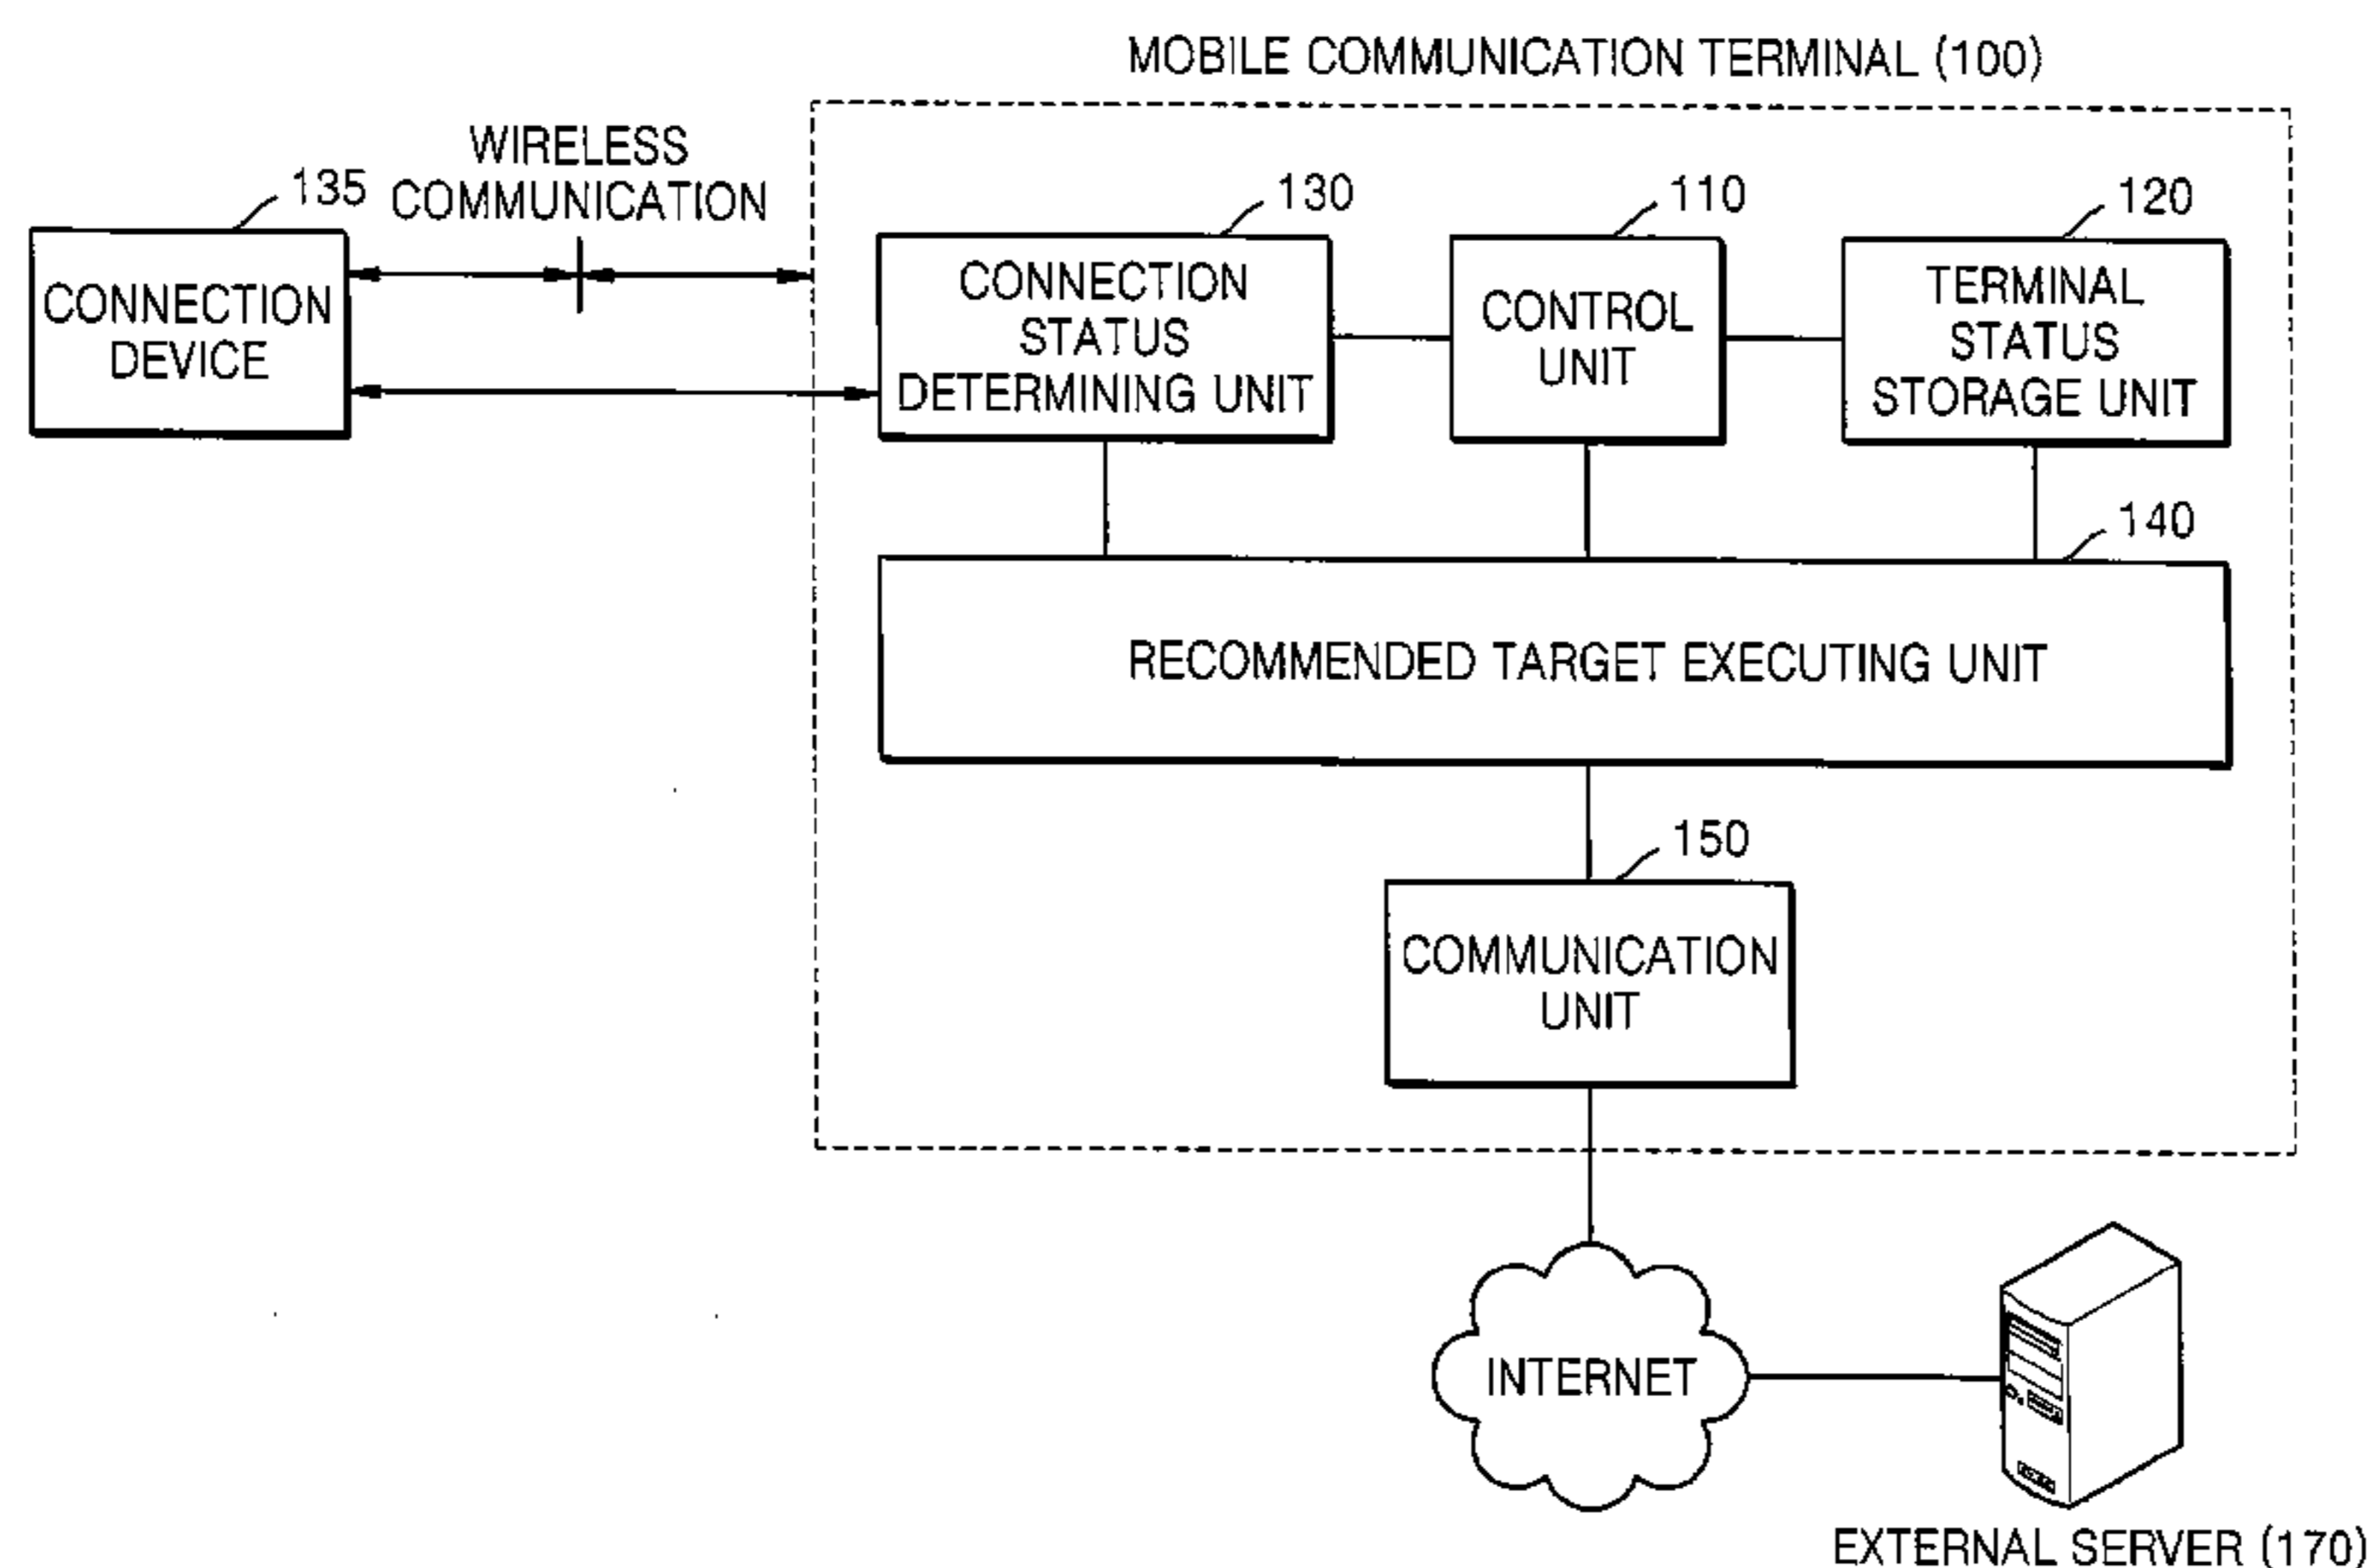 MOBILE COMMUNICATION TERMINAL (100)
WIRELESS
COMMUNICATION
135
130
110
120
CONNECTION
DEVICE
CONNECTION
STATUS
DETERMINING UNIT
CONTROL
UNIT
TERMINAL
STATUS
STORAGE UNIT
140
RECOMMENDED TARGET EXECUTING UNIT
150
COMMUNICATION
UNIT
INTERNET
EXTERNAL SERVER (170)